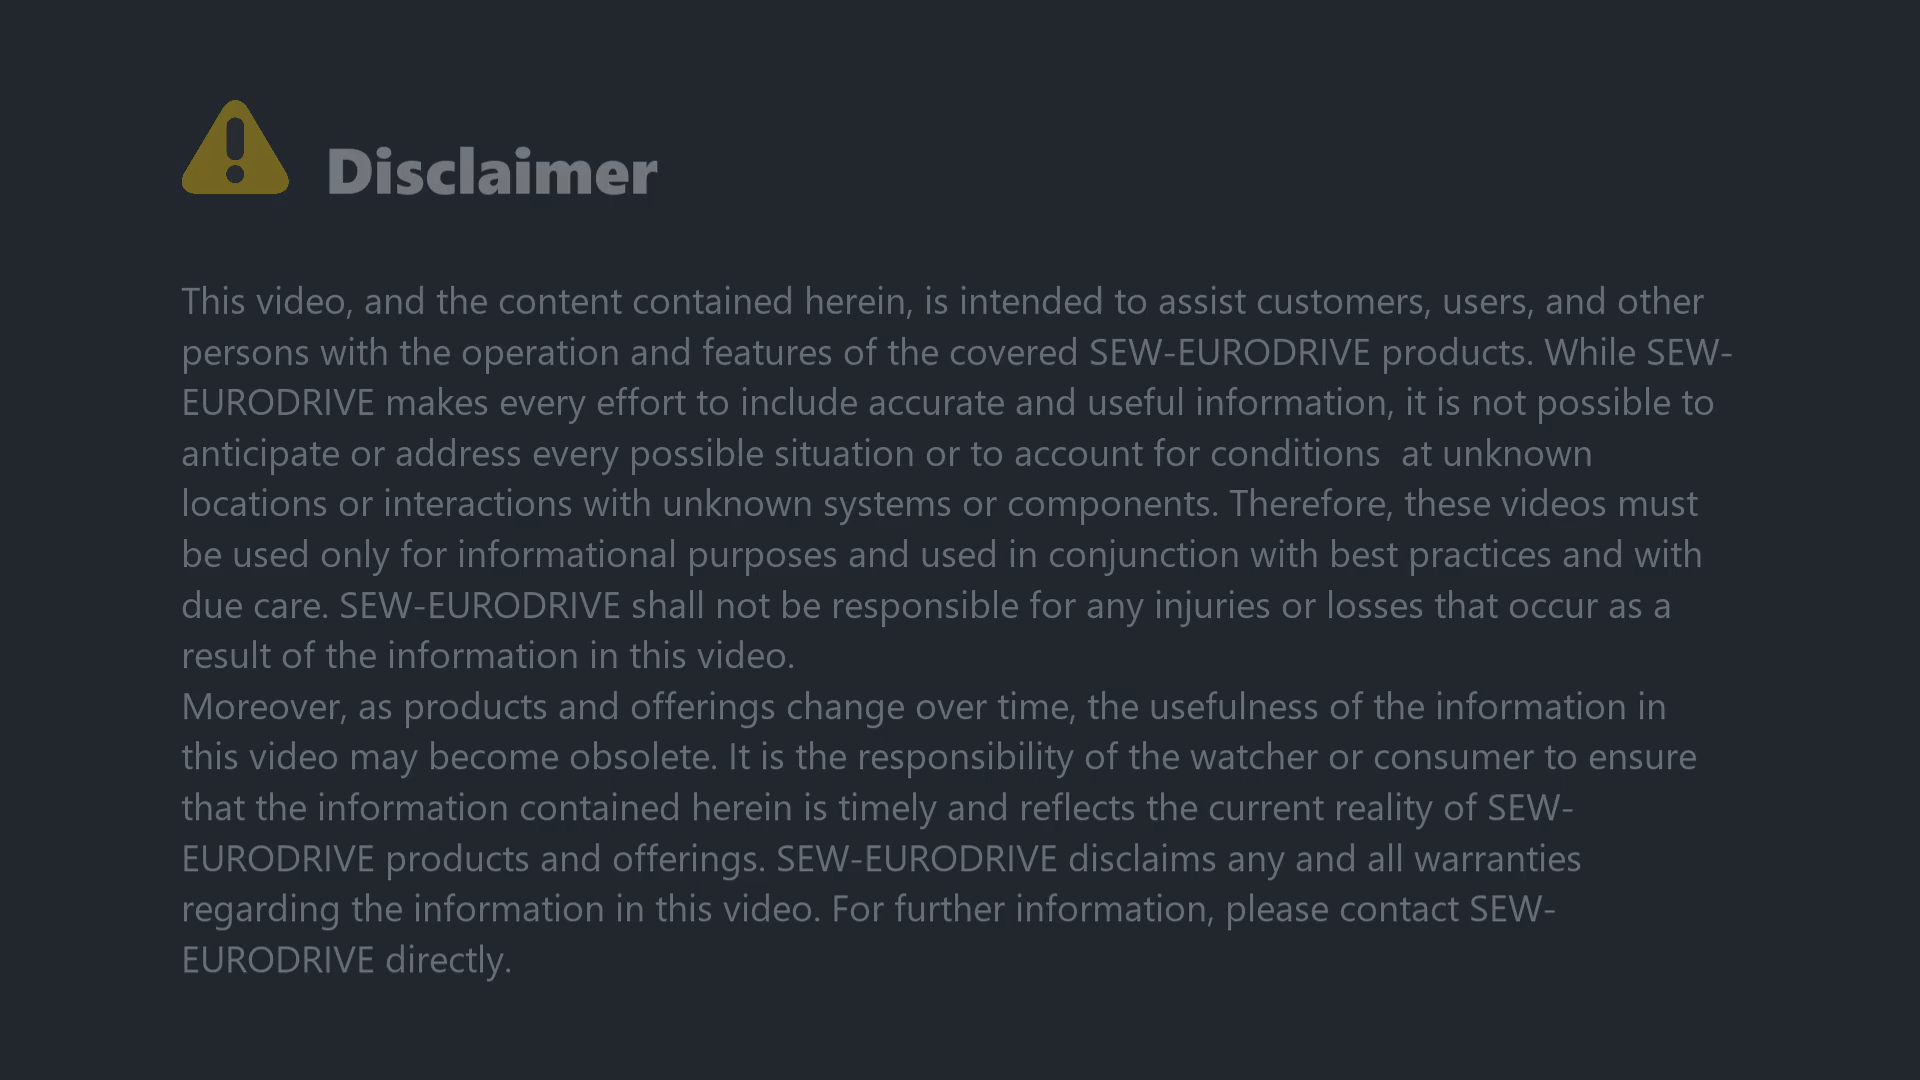 Disclaimer
This video, and the content contained herein, is intended to assist customers, users, and other
persons with the operation and features of the covered SEW-EURODRIVE products. While SEW-
EURODRIVE makes every effort to include accurate and useful information, it is not possible to
anticipate or address every possible situation or to account for conditions  at unknown
locations or interactions with unknown systems or components. Therefore, these videos must
be used only for informational purposes and used in conjunction with best practices and with
due care. SEW-EURODRIVE shall not be responsible for any injuries or losses that occur as a
result of the information in this video.
Moreover, as products and offerings change over time, the usefulness of the information in
this video may become obsolete. It is the responsibility of the watcher or consumer to ensure
that the information contained herein is timely and reflects the current reality of SEW-
EURODRIVE products and offerings. SEW-EURODRIVE disclaims any and all warranties
regarding the information in this video. For further information, please contact SEW-
EURODRIVE directly.